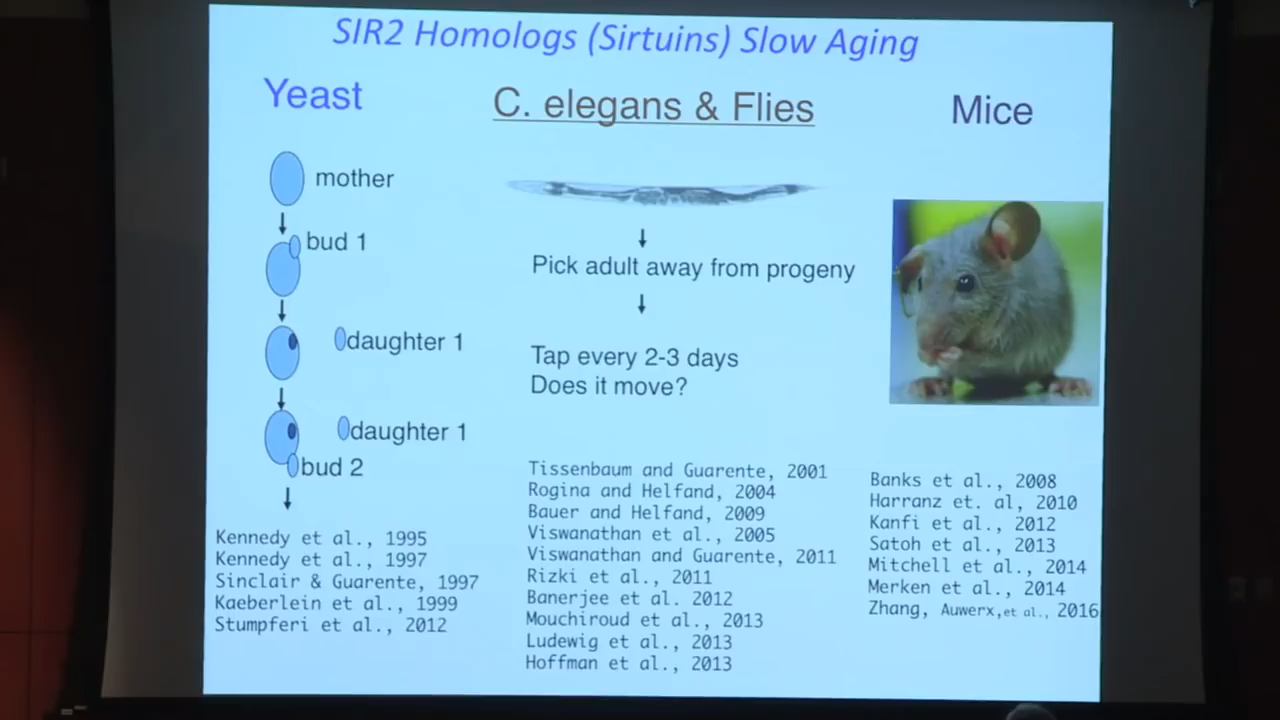 SIR2 Homologs (Sirtuins) Slow Aging
Yeast
mother
bud 1
daughter 1
daughter 1
bud 2
Kennedy et al., 1995
Kennedy et al., 1997
Sinclair & Guarente, 1997
Kaeberlein et al., 1999
Stumpferi et al., 2012
C. elegans & Flies
Pick adult away from progeny
Tap every 2-3 days
Does it move?
Tissenbaum and Guarente, 2001
Rogina and Helfand, 2004
Bauer and Helfand, 2009
Viswanathan et al., 2005
Viswanathan and Guarente, 2011
Rizki et al., 2011
Banerjee et al. 2012
Mouchiroud et al., 2013
Ludewig et al., 2013
Hoffman et al., 2013
Mice
Banks et al., 2008
Harranz et. al, 2010
Kanfi et al., 2012
Satoh et al., 2013
Mitchell et al., 2014
Merken et al., 2014
Zhang, Auwerx,et al., 2016